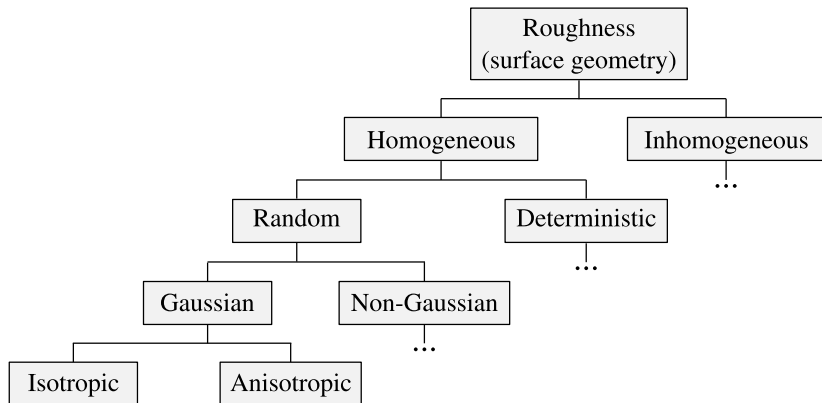 Roughness
(surface geometry)
Homogeneous
Inhomogeneous
...
Random
Deterministic
...
Gaussian
Non-Gaussian
...
Isotropic
Anisotropic